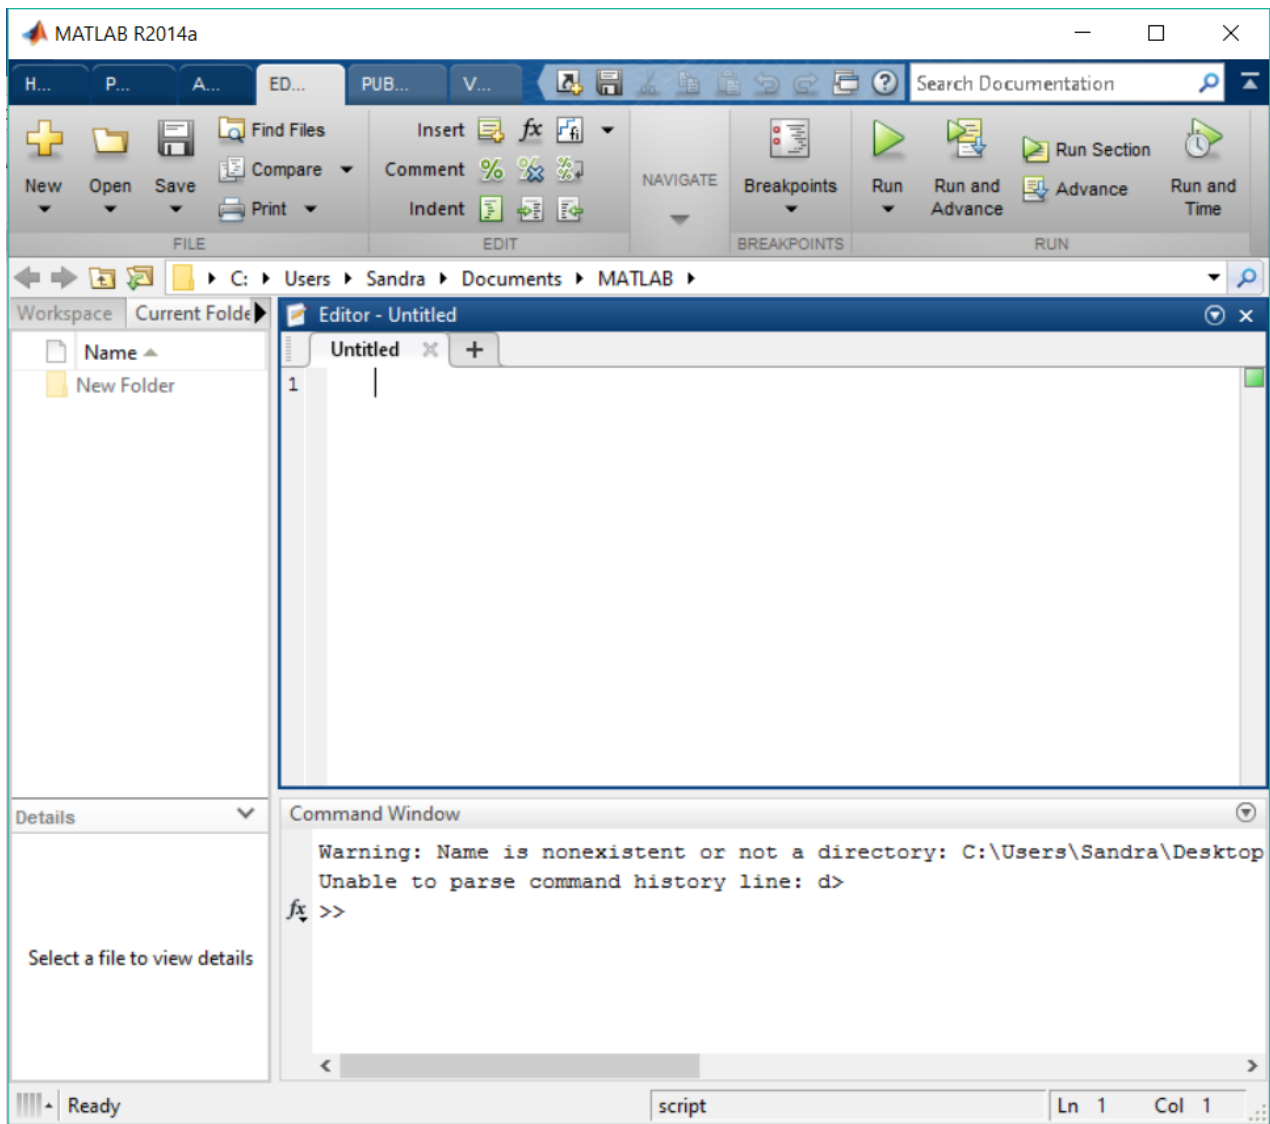 MATLAB R2014a
H... P... A... ED... PUB... V... Search Documentation
Find Files Insert fx fi
Compare Comment % Run Section
New Open Save NAVIGATE Breakpoints Run Run and Advance Advance Run and Time
Print Indent
FILE EDIT BREAKPOINTS RUN
C: Users Sandra Documents MATLAB
Workspace Current Folde Editor - Untitled
Name Untitled +
New Folder 1
Details Command Window
Warning: Name is nonexistent or not a directory: C:\Users\Sandra\Desktop
Unable to parse command history line: d>
fx >>
Select a file to view details
Ready script Ln 1 Col 1